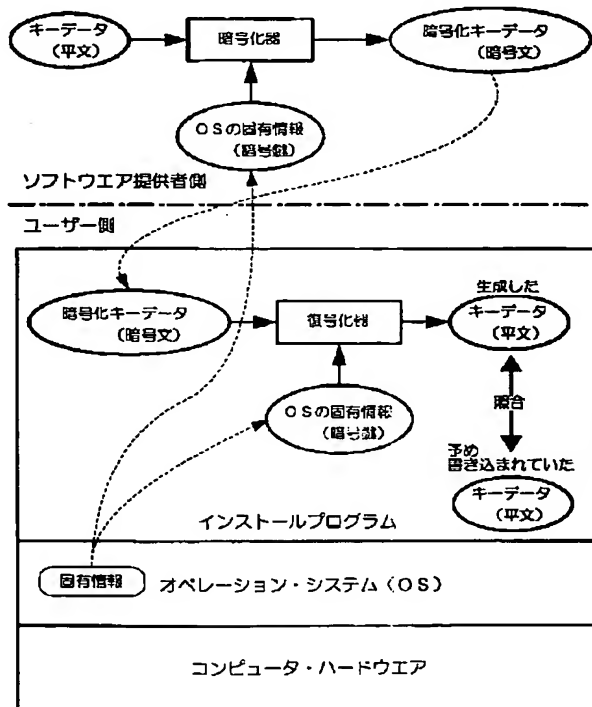 キーデータ
(平文)
暗号化器
暗号化キーデータ
(暗号文)
OSの固有情報
(暗号鍵)
ソフトウエア提供者側
ユーザー側
暗号化キーデータ
(暗号文)
復号化器
生成した
キーデータ
(平文)
OSの固有情報
(暗号鍵)
照合
予め
書き込まれていた
キーデータ
(平文)
インストールプログラム
固有情報
オペレーション・システム(OS)
コンピュータ・ハードウエア